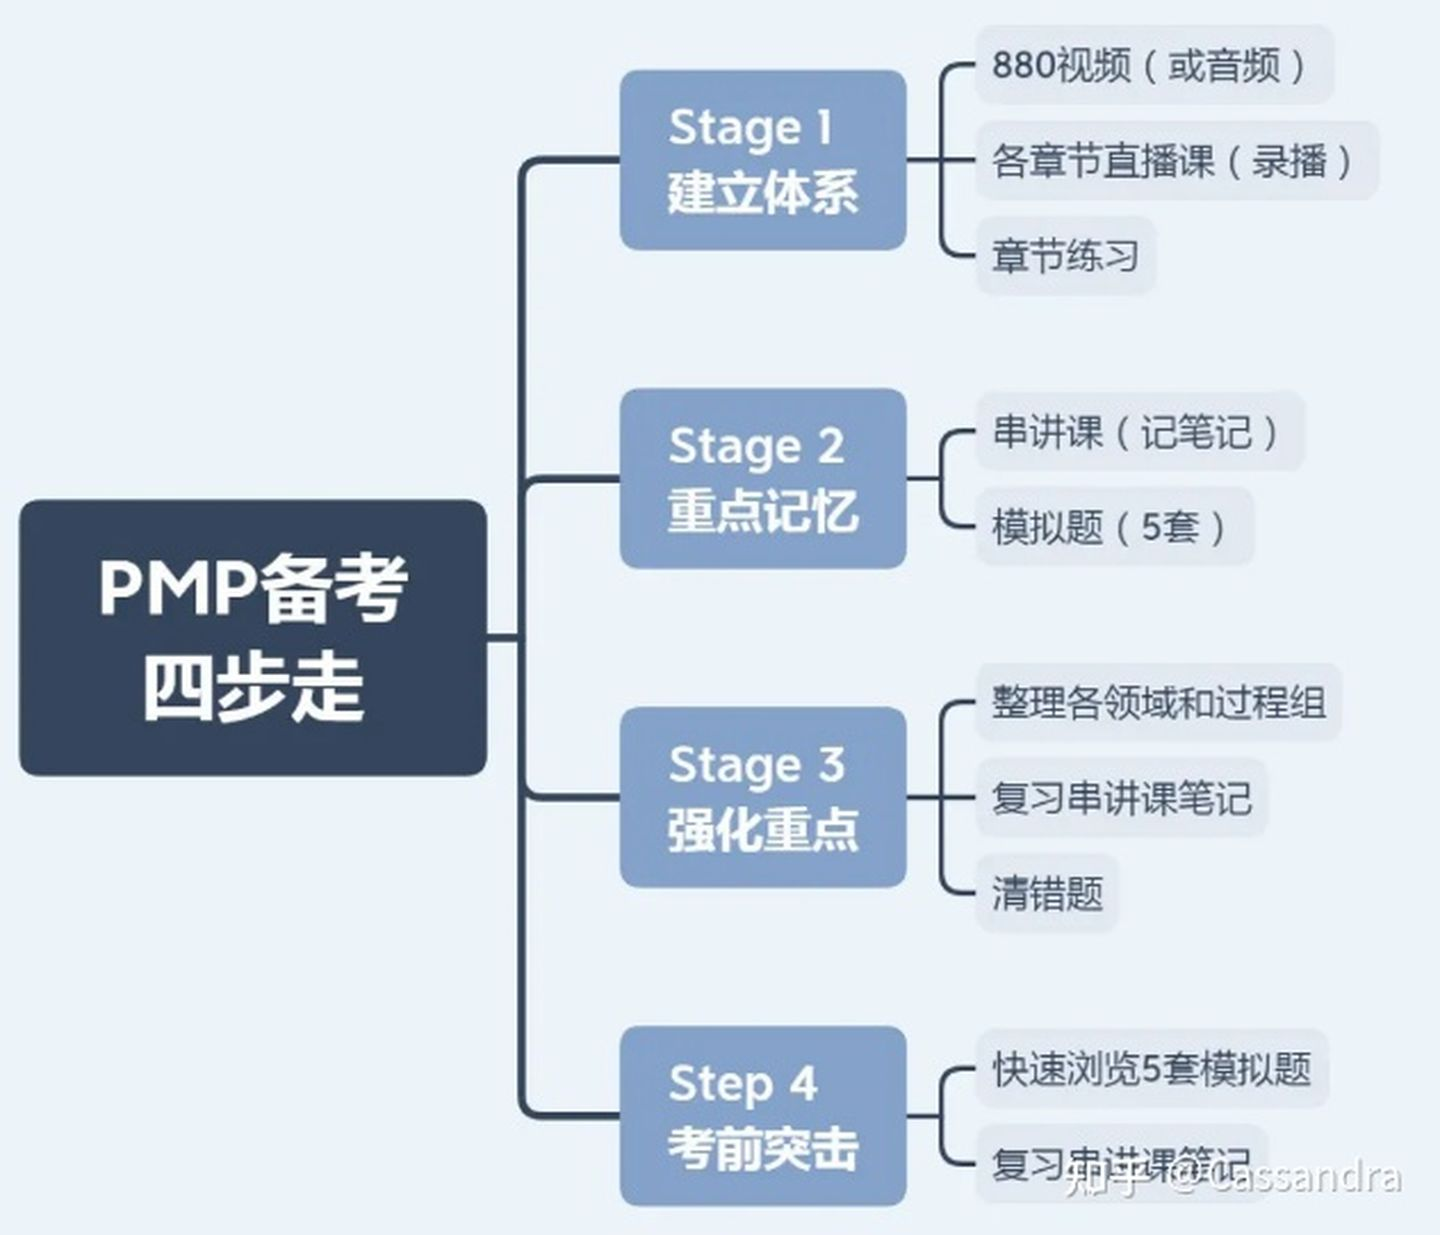 PMP备考
四步走
Stage 1
建立体系
880视频（或音频）
各章节直播课（录播）
章节练习
Stage 2
重点记忆
串讲课（记笔记）
模拟题（5套）
Stage 3
强化重点
整理各领域和过程组
复习串讲课笔记
清错题
Step 4
考前突击
快速浏览5套模拟题
复习串讲课笔记
知乎 @Cassandra